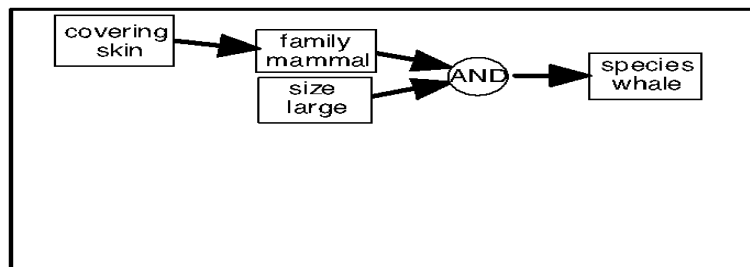 covering
skin
family
mammal
size
large
AND
species
whale